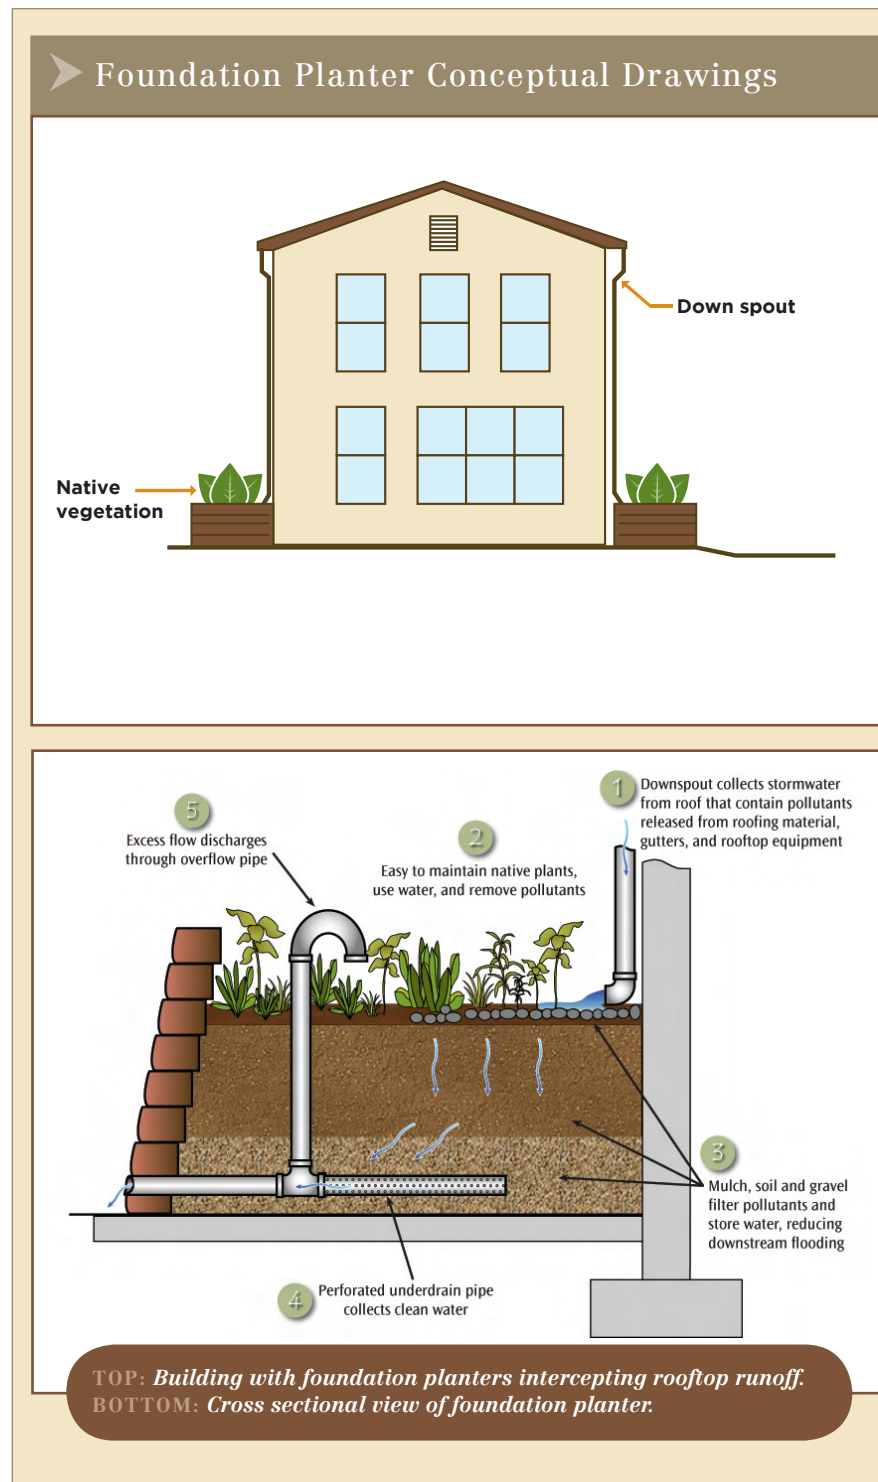 Foundation Planter Conceptual Drawings
Down spout
Native
vegetation
1
Downspout collects stormwater
from roof that contain pollutants
released from roofing material,
gutters, and rooftop equipment
5
Excess flow discharges
through overflow pipe
2
Easy to maintain native plants,
use water, and remove pollutants
3
Mulch, soil and gravel
filter pollutants and
store water, reducing
downstream flooding
4
Perforated underdrain pipe
collects clean water
TOP: Building with foundation planters intercepting rooftop runoff.
BOTTOM: Cross sectional view of foundation planter.